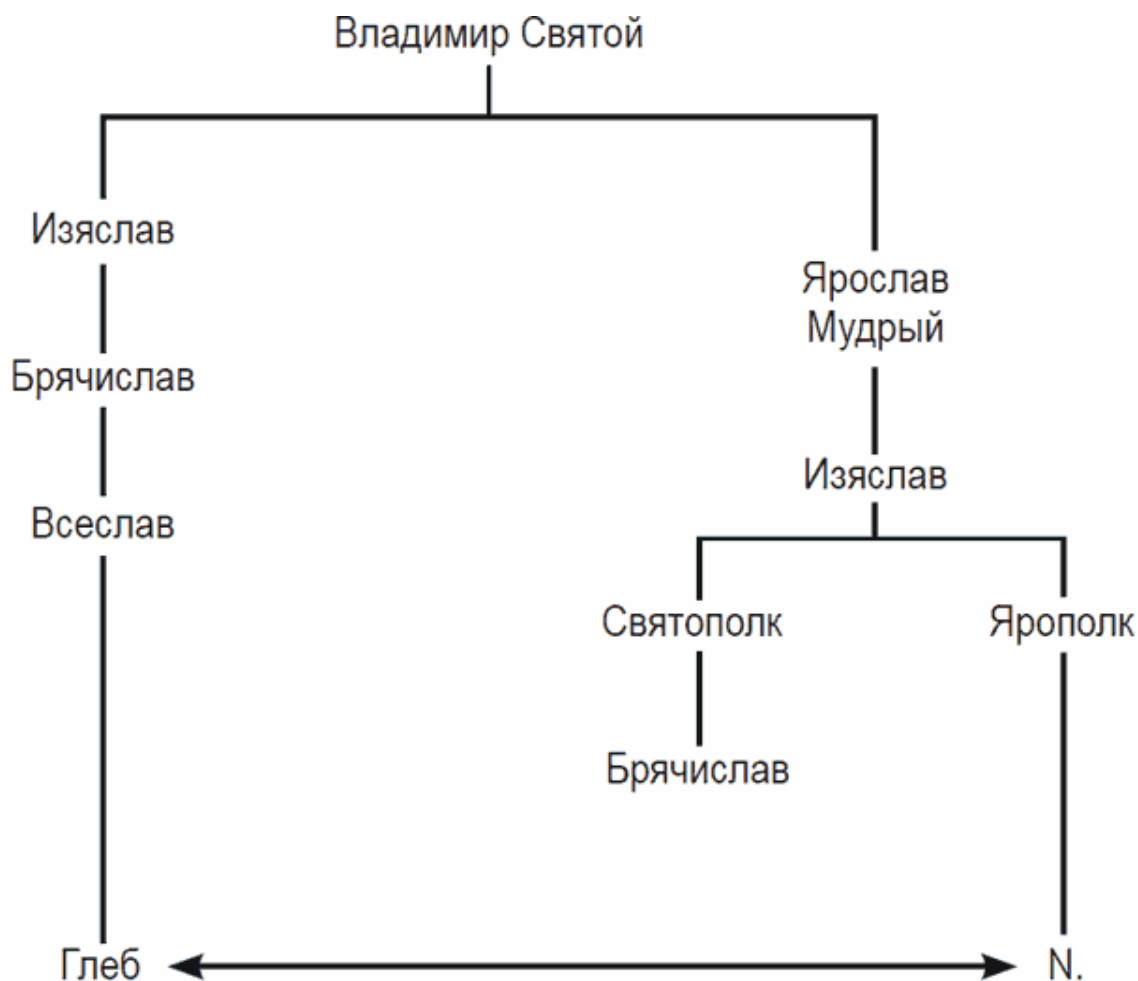 Владимир Святой
Изяслав
Ярослав
Мудрый
Брячислав
Изяслав
Всеслав
Святополк
Ярополк
Брячислав
Глеб
N.